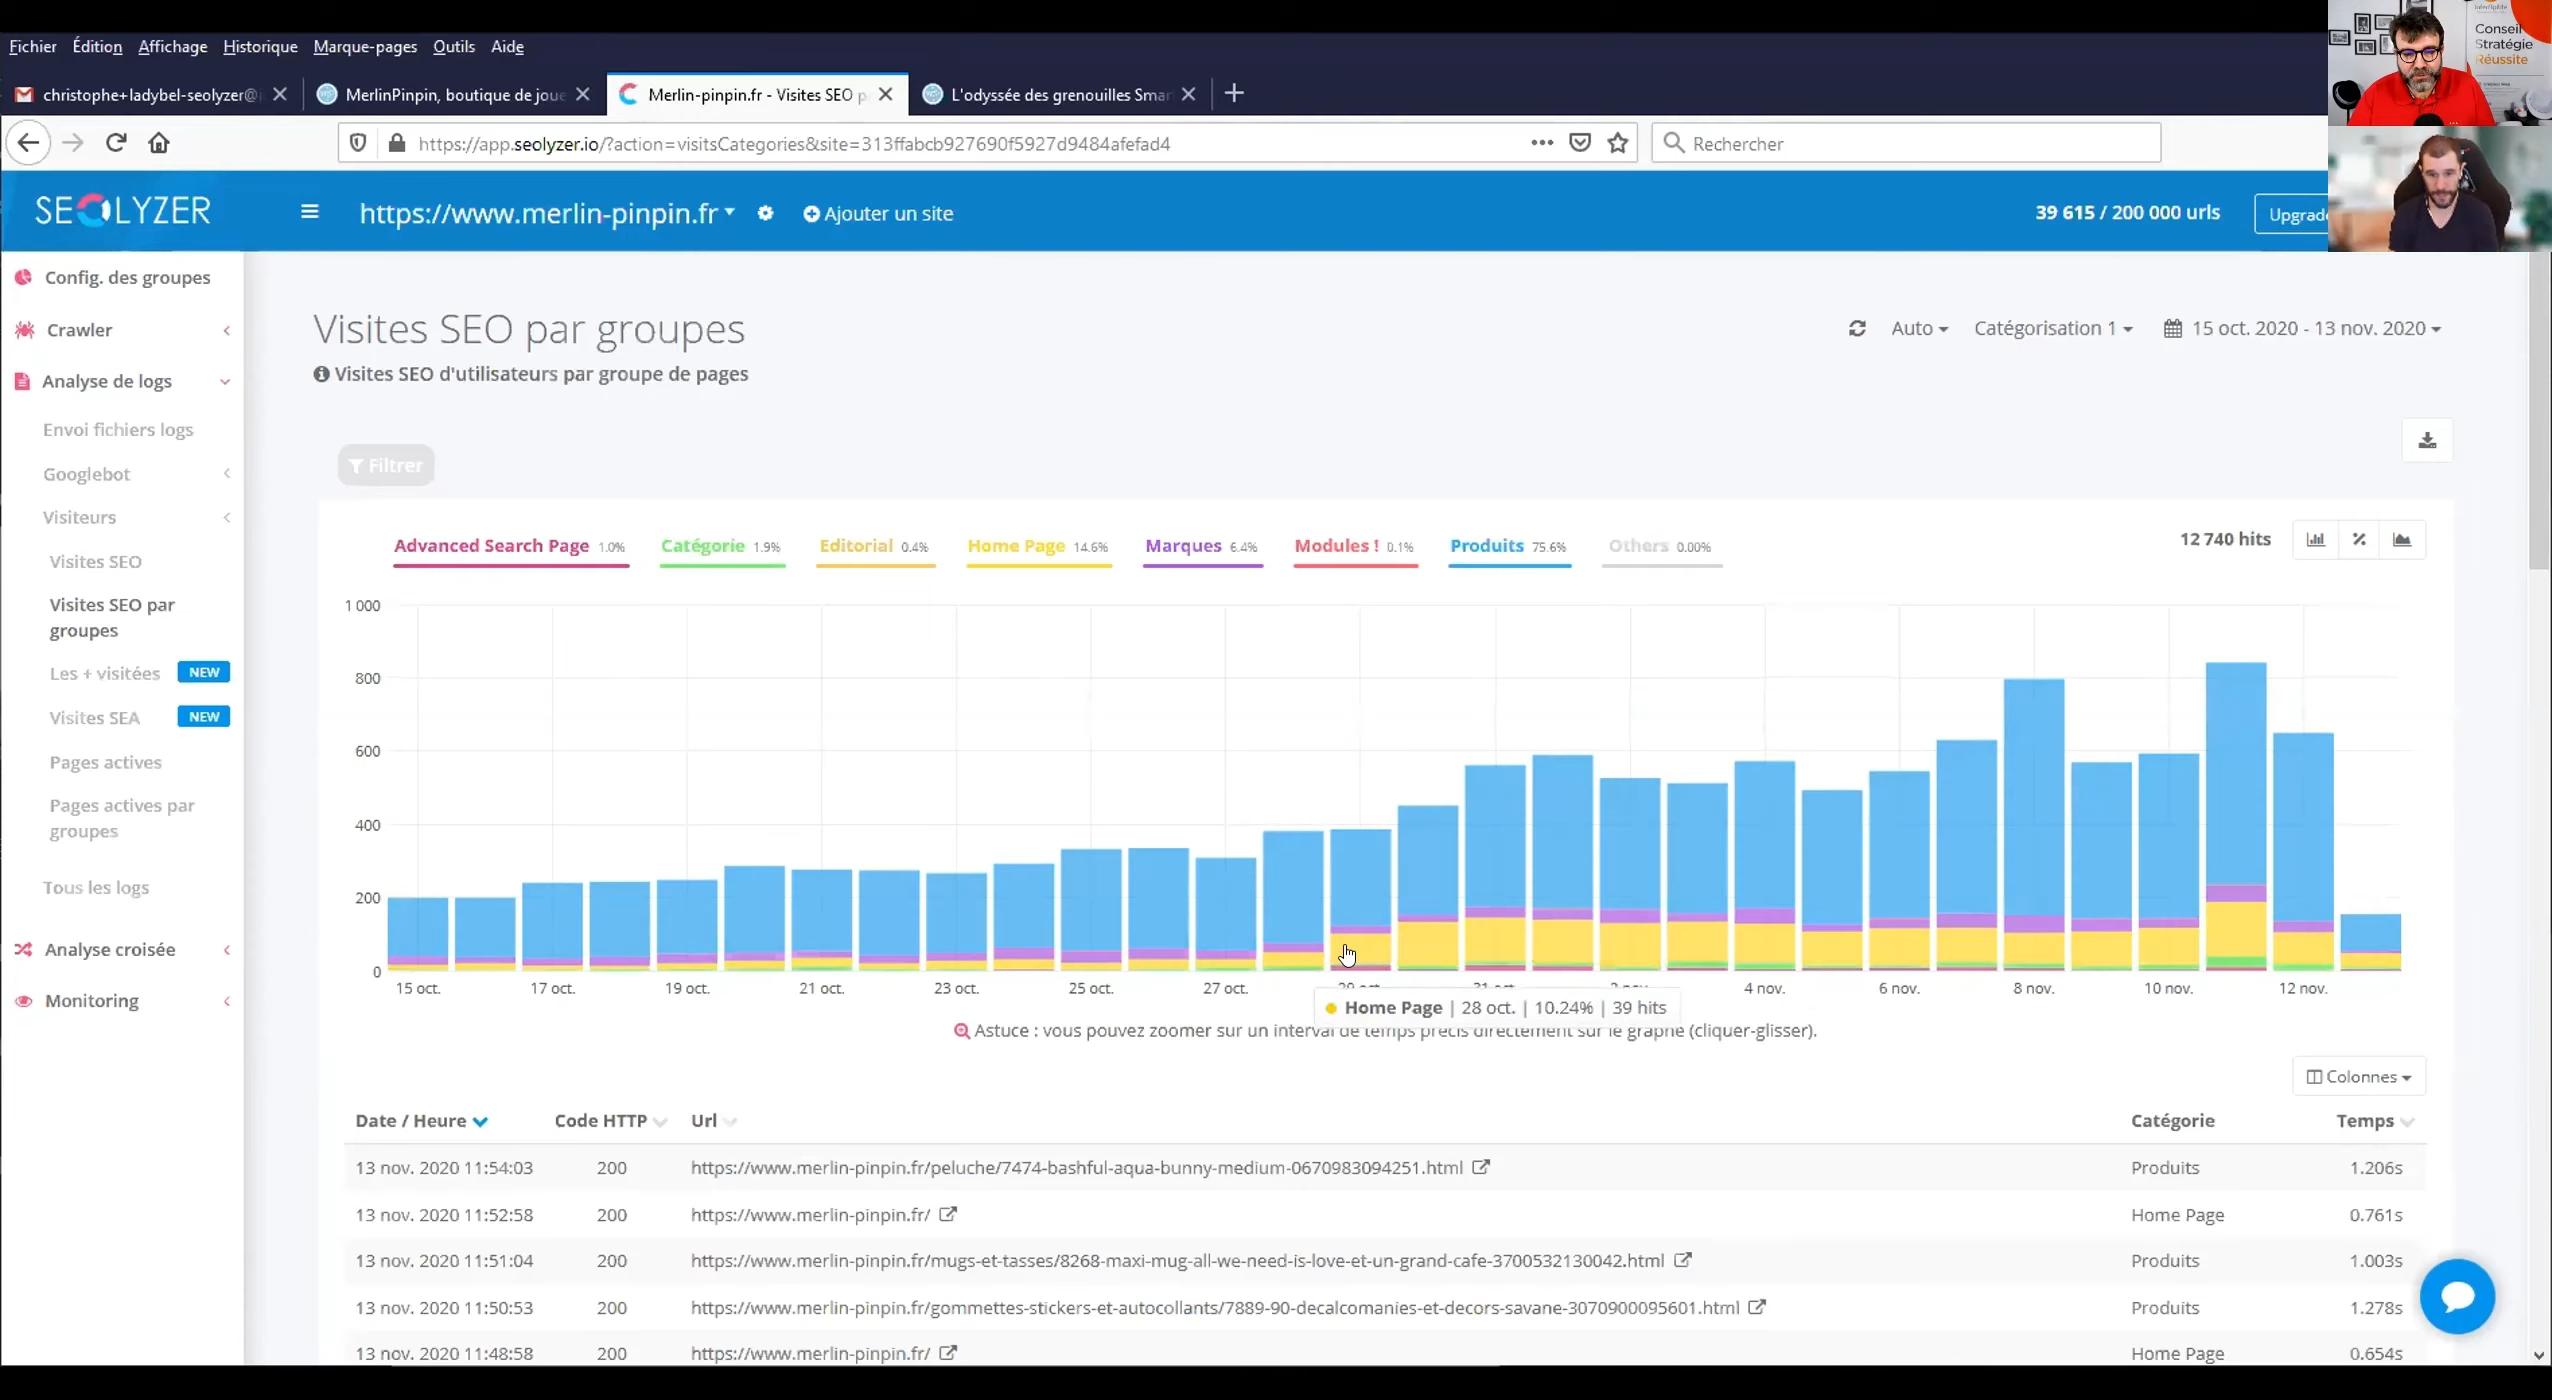 Fichier Édition Affichage Historique Marque-pages Outils Aide
christophe+ladybel-seolyzer@
MerlinPinpin, boutique de joue
Merlin-pinpin.fr - Visites SEO p
L'odyssée des grenouilles Smar
https://app.seolyzer.io/?action=visitsCategories&site=313ffabcb927690f5927d9484afefad4
Rechercher
Conseil
Stratégie
Réussite
SEOLYZER
https://www.merlin-pinpin.fr
Ajouter un site
39 615 / 200 000 urls
Upgrad
Config. des groupes
Crawler
Analyse de logs
Envoi fichiers logs
Googlebot
Visiteurs
Visites SEO
Visites SEO par
groupes
Les + visitées NEW
Visites SEA NEW
Pages actives
Pages actives par
groupes
Tous les logs
Analyse croisée
Monitoring
Visites SEO par groupes
Auto Catégorisation 1 15 oct. 2020 - 13 nov. 2020
Visites SEO d'utilisateurs par groupe de pages
Filtrer
Advanced Search Page 1.0% Catégorie 1.9% Editorial 0.4% Home Page 14.6% Marques 6.4% Modules ! 0.1% Produits 75.6% Others 0.00%
12 740 hits %
1 000
800
600
400
200
0
15 oct. 17 oct. 19 oct. 21 oct. 23 oct. 25 oct. 27 oct. 29 oct. 31 oct. 2 nov. 4 nov. 6 nov. 8 nov. 10 nov. 12 nov.
Home Page | 28 oct. | 10.24% | 39 hits
Astuce : vous pouvez zoomer sur un interval de temps précis directement sur le graphe (cliquer-glisser).
Colonnes
Date / Heure Code HTTP Url Catégorie Temps
13 nov. 2020 11:54:03 200 https://www.merlin-pinpin.fr/peluche/7474-bashful-aqua-bunny-medium-0670983094251.html Produits 1.206s
13 nov. 2020 11:52:58 200 https://www.merlin-pinpin.fr/ Home Page 0.761s
13 nov. 2020 11:51:04 200 https://www.merlin-pinpin.fr/mugs-et-tasses/8268-maxi-mug-all-we-need-is-love-et-un-grand-cafe-3700532130042.html Produits 1.003s
13 nov. 2020 11:50:53 200 https://www.merlin-pinpin.fr/gommettes-stickers-et-autocollants/7889-90-decalcomanies-et-decors-savane-3070900095601.html Produits 1.278s
13 nov. 2020 11:48:58 200 https://www.merlin-pinpin.fr/ Home Page 0.654s